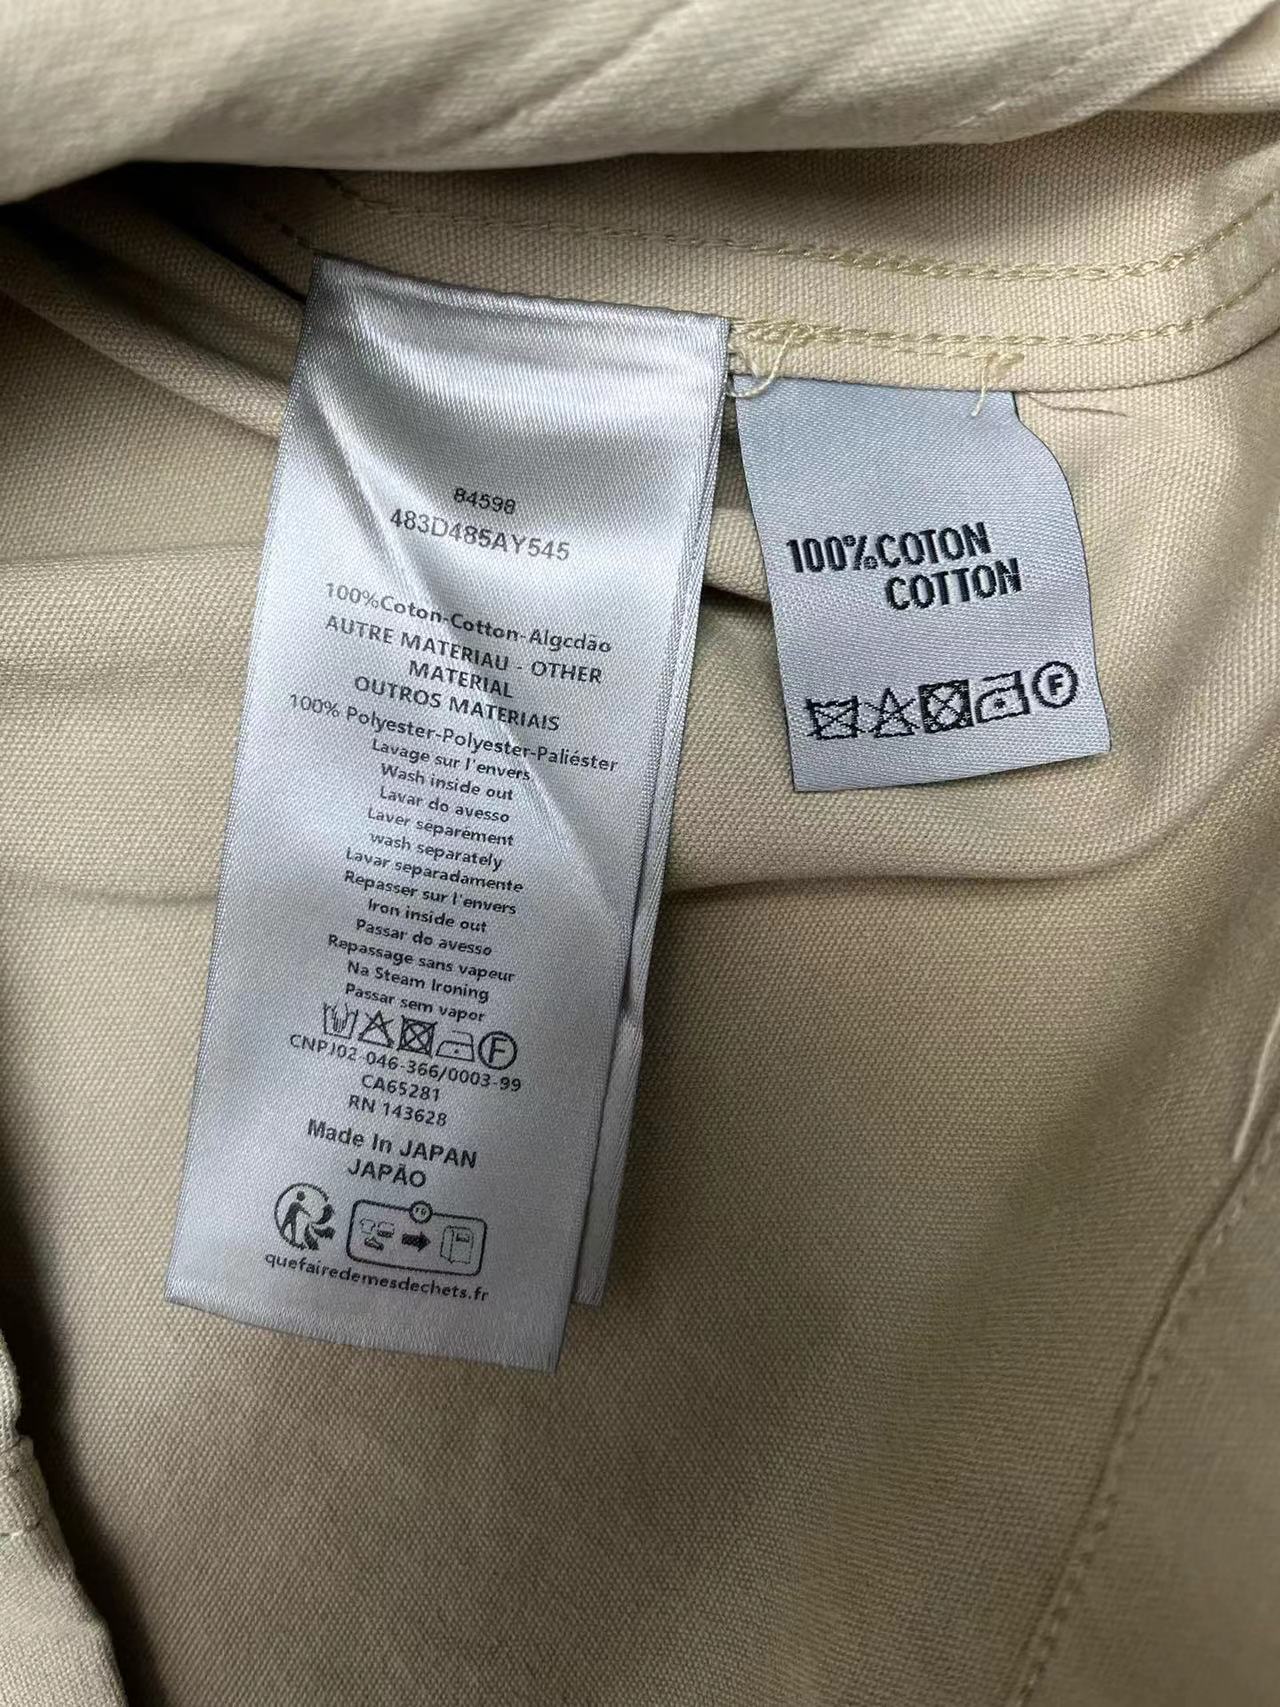 84598
483D485AY545
100%Coton-Cotton-Algcdão
AUTRE MATERIAU - OTHER
MATERIAL
OUTROS MATERIAIS
100% Polyester-Polyester-Paliéster
Lavage sur l'envers
Wash inside out
Lavar do avesso
Laver séparément
wash separately
Lavar separadamente
Repasser sur l'envers
Iron inside out
Passar do avesso
Repassage sans vapeur
Na Steam Ironing
Passar sem vapor
F
CNPJ02-046-366/0003-99
CA65281
RN 143628
Made In JAPAN
JAPÃO
quefairedemesdechets.fr
100%COTON
COTTON
F